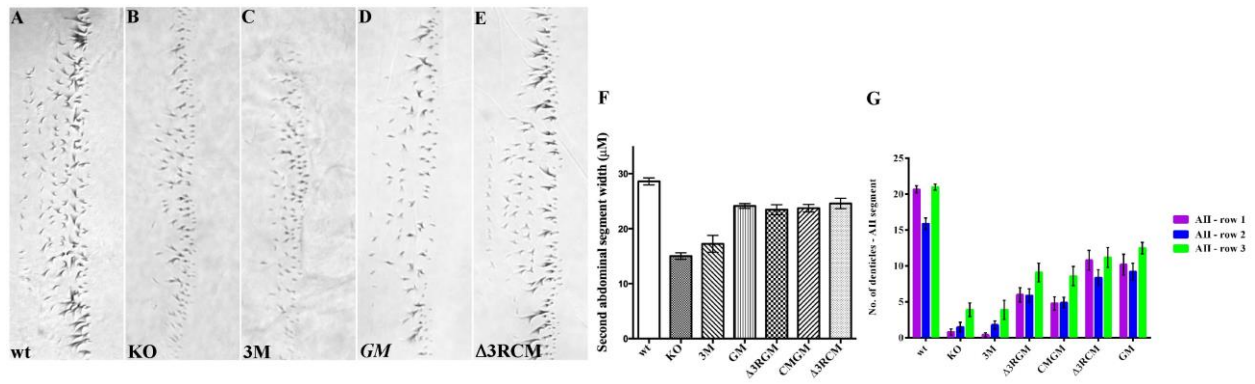 A B C D E
wt KO 3M GM Δ3RCM
F
Second abdominal segment width (μM)
30
20
10
0
wt KO 3M GM Δ3RGM CMGM Δ3RCM
G
No. of denticles - AII segment
25
20
15
10
5
0
wt KO 3M Δ3RGM CMGM Δ3RCM GM
AII - row 1
AII - row 2
AII - row 3